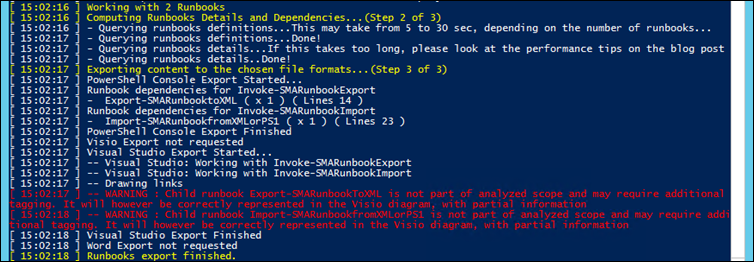 [ 15:02:16 ] Working with 2 Runbooks
[ 15:02:16 ] Computing Runbooks Details and Dependencies...(Step 2 of 3)
[ 15:02:16 ] - Querying runbooks definitions...This may take from 5 to 30 sec, depending on the number of runbooks...
[ 15:02:17 ] - Querying runbooks definitions...Done!
[ 15:02:17 ] - Querying runbooks details...If this takes too long, please look at the performance tips on the blog post
[ 15:02:17 ] - Querying runbooks details..Done!
[ 15:02:17 ] Exporting content to the chosen file formats...(Step 3 of 3)
[ 15:02:17 ] PowerShell Console Export Started...
[ 15:02:17 ] Runbook dependencies for Invoke-SMARunbookExport
[ 15:02:17 ] -  Export-SMARunbooktoXML ( x 1 ) ( Lines 14 )
[ 15:02:17 ] Runbook dependencies for Invoke-SMARunbookImport
[ 15:02:17 ] -  Import-SMARunbookfromXMLorPS1 ( x 1 ) ( Lines 23 )
[ 15:02:17 ] PowerShell Console Export Finished
[ 15:02:17 ] Visio Export not requested
[ 15:02:17 ] Visual Studio Export Started...
[ 15:02:17 ] -- Visual Studio: Working with Invoke-SMARunbookExport
[ 15:02:17 ] -- Visual Studio: Working with Invoke-SMARunbookImport
[ 15:02:17 ] -- Drawing links
[ 15:02:17 ] -- WARNING : Child runbook Export-SMARunbookToXML is not part of analyzed scope and may require additional
tagging. It will however be correctly represented in the Visio diagram, with partial information
[ 15:02:18 ] -- WARNING : Child runbook Import-SMARunbookfromXMLorPS1 is not part of analyzed scope and may require addi
tional tagging. It will however be correctly represented in the Visio diagram, with partial information
[ 15:02:18 ] Visual Studio Export Finished
[ 15:02:18 ] Word Export not requested
[ 15:02:18 ] Runbooks export finished.